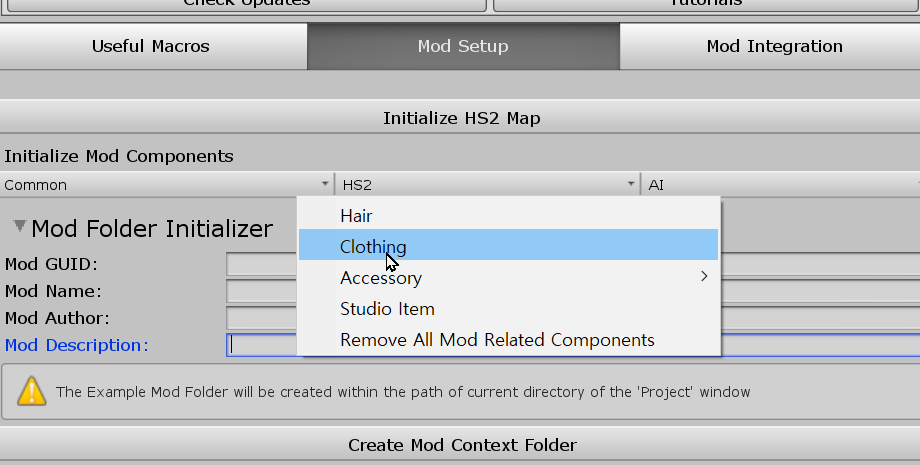 Check Updates Tutorials
Useful Macros Mod Setup Mod Integration
Initialize HS2 Map
Initialize Mod Components
Common HS2 AI
Hair
Mod Folder Initializer
Clothing
Mod GUID:
Accessory
Mod Name:
Studio Item
Mod Author:
Remove All Mod Related Components
Mod Description:
The Example Mod Folder will be created within the path of current directory of the 'Project' window
Create Mod Context Folder